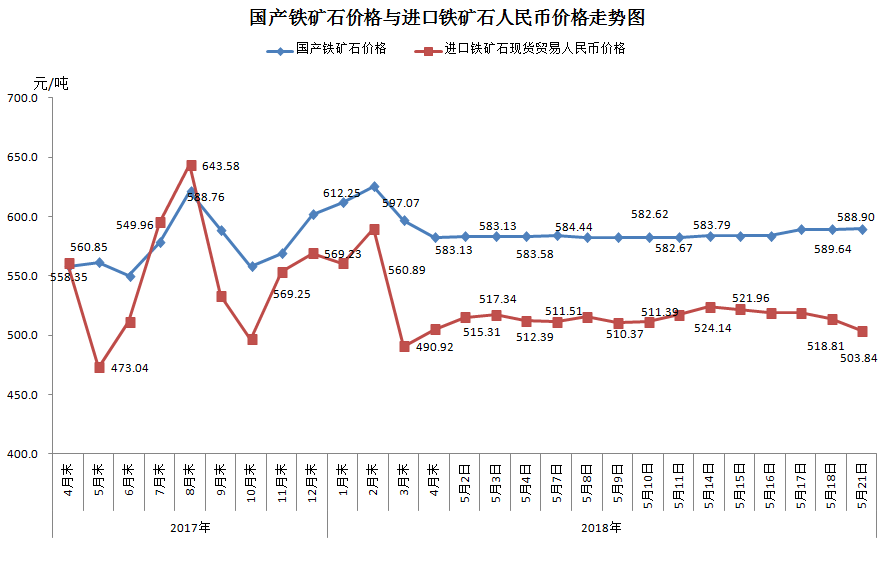 国产铁矿石价格与进口铁矿石人民币价格走势图
国产铁矿石价格 进口铁矿石现货贸易人民币价格
元/吨
700.0
650.0
600.0
550.0
500.0
450.0
400.0
558.35 560.85 549.96 588.76 612.25 597.07 583.13 583.13 583.58 584.44 582.62 582.67 583.79 589.64 588.90
473.04 643.58 569.25 569.23 560.89 490.92 515.31 517.34 512.39 511.51 510.37 511.39 524.14 521.96 518.81 503.84
4月末 5月末 6月末 7月末 8月末 9月末 10月末 11月末 12月末 1月末 2月末 3月末 4月末 5月2日 5月3日 5月4日 5月7日 5月8日 5月9日 5月10日 5月11日 5月14日 5月15日 5月16日 5月17日 5月18日 5月21日
2017年 2018年